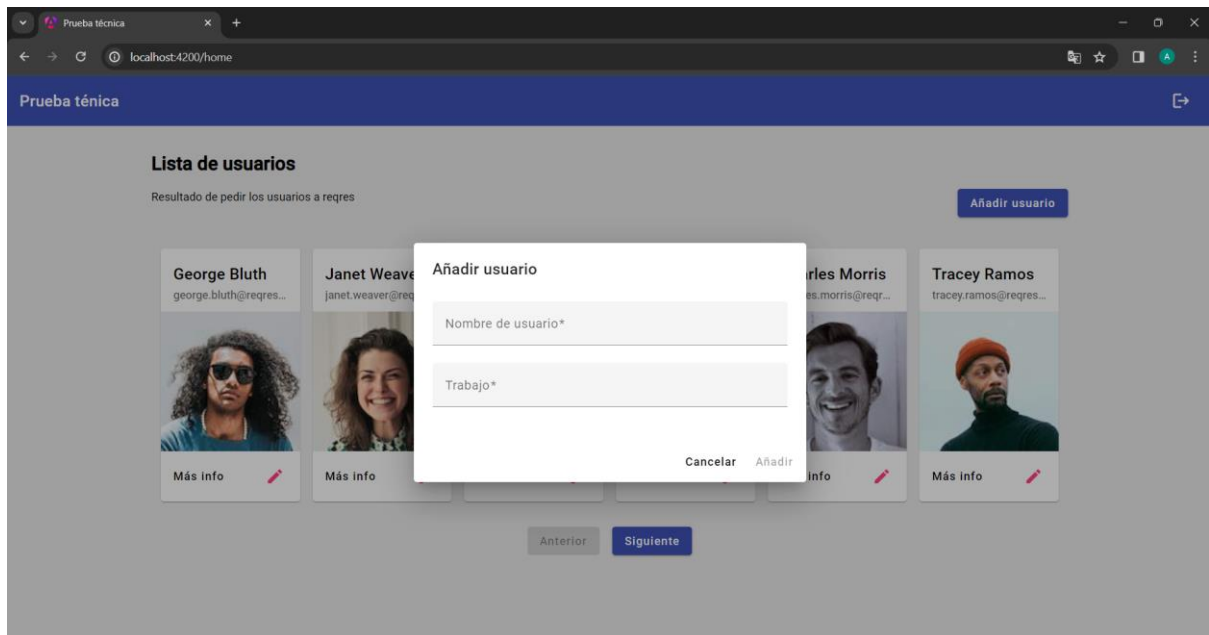 Prueba técnica
localhost:4200/home
A
Prueba ténica
Lista de usuarios
Resultado de pedir los usuarios a reqres
Añadir usuario
George Bluth
george.bluth@reqres...
Janet Weave
janet.weaver@req
rles Morris
es.morris@reqr...
Tracey Ramos
tracey.ramos@reqres...
Añadir usuario
Nombre de usuario*
Trabajo*
Cancelar
Añadir
Más info
Más info
info
Más info
Anterior
Siguiente